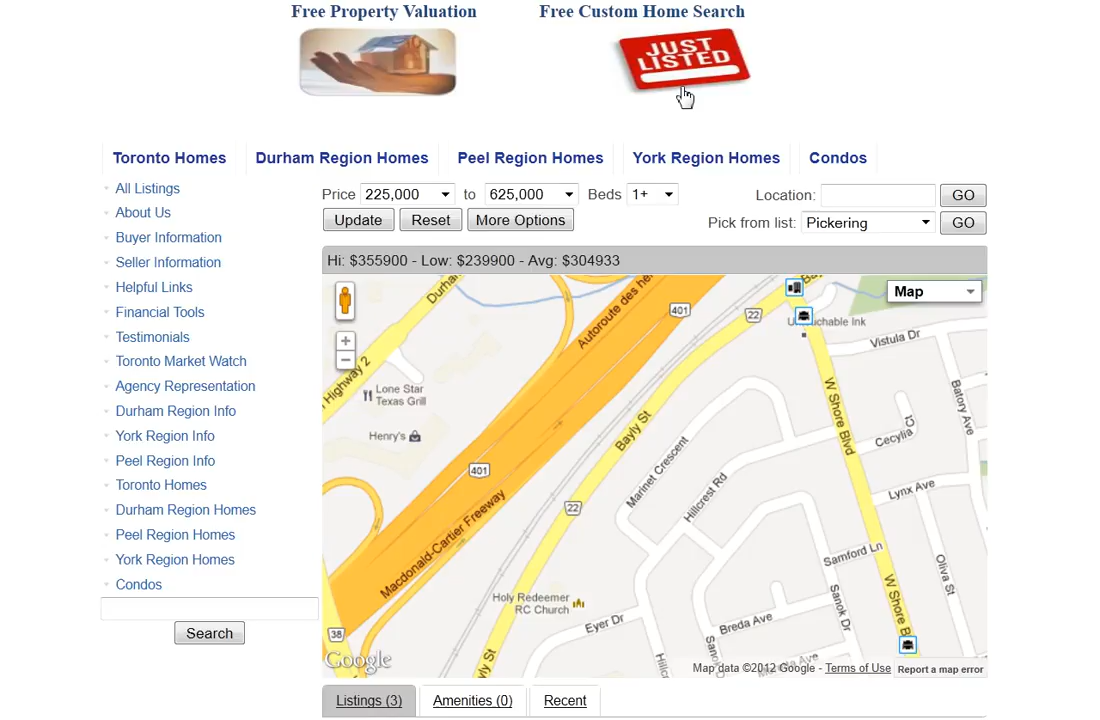 Free Property Valuation
Free Custom Home Search
JUST
LISTED
Toronto Homes
Durham Region Homes
Peel Region Homes
York Region Homes
Condos
All Listings
About Us
Buyer Information
Seller Information
Helpful Links
Financial Tools
Testimonials
Toronto Market Watch
Agency Representation
Durham Region Info
York Region Info
Peel Region Info
Toronto Homes
Durham Region Homes
Peel Region Homes
York Region Homes
Condos
Search
Price 225,000 to 625,000 Beds 1+
Location: GO
Update Reset More Options
Pick from list: Pickering GO
Hi: $355900 - Low: $239900 - Avg: $304933
Map
Durha
Autoroute des he
401
22
Vistula Dr
Highway 2
Lone Star
Texas Grill
Henry's
Bayly St
W Shore Blvd
Batory Ave
Cecylia Ct
Marinet Crescent
Hillcrest Rd
401
22
Lynx Ave
Macdonald-Cartier Freeway
Samford Ln
Oliva St
Holy Redeemer
RC Church
Eyer Dr
Breda Ave
Sanok Dr
W Shore B
38
Google
yly St
Map data ©2012 Google - Terms of Use
Report a map error
Listings (3)
Amenities (0)
Recent